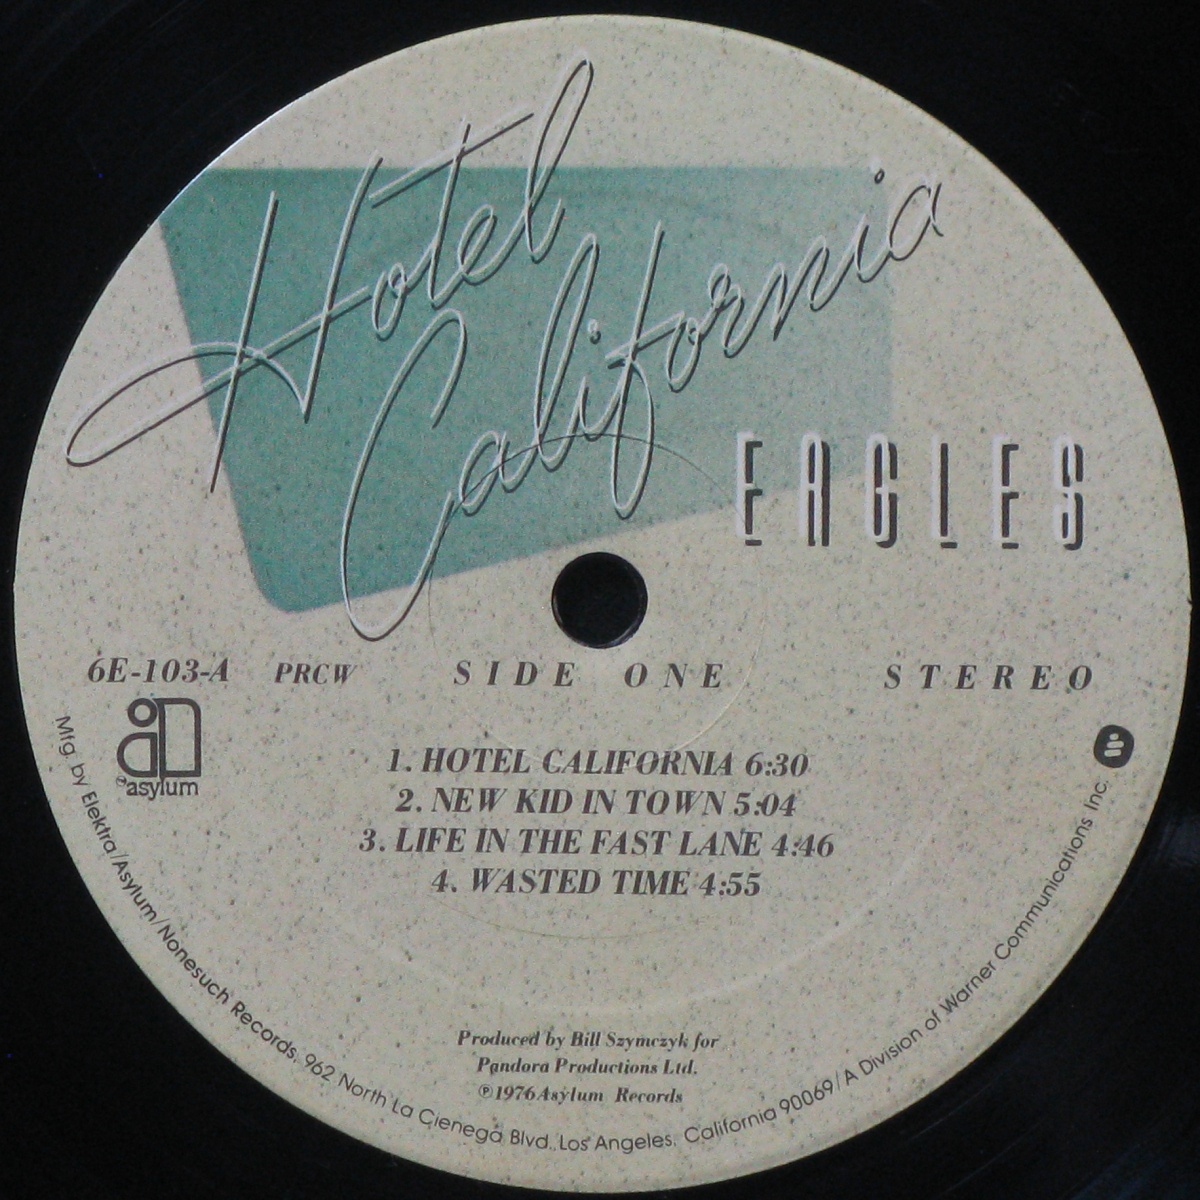 Hotel
California
EAGLES
6E-103-A PRCW SIDE ONE STEREO
asylum
1. HOTEL CALIFORNIA 6:30
2. NEW KID IN TOWN 5:04
3. LIFE IN THE FAST LANE 4:46
4. WASTED TIME 4:55
Produced by Bill Szymczyk for
Pandora Productions Ltd.
℗1976 Asylum Records
Mfg. by Elektra/Asylum/Nonesuch Records, 962 North La Cienega Blvd., Los Angeles, California 90069/A Division of Warner Communications Inc.